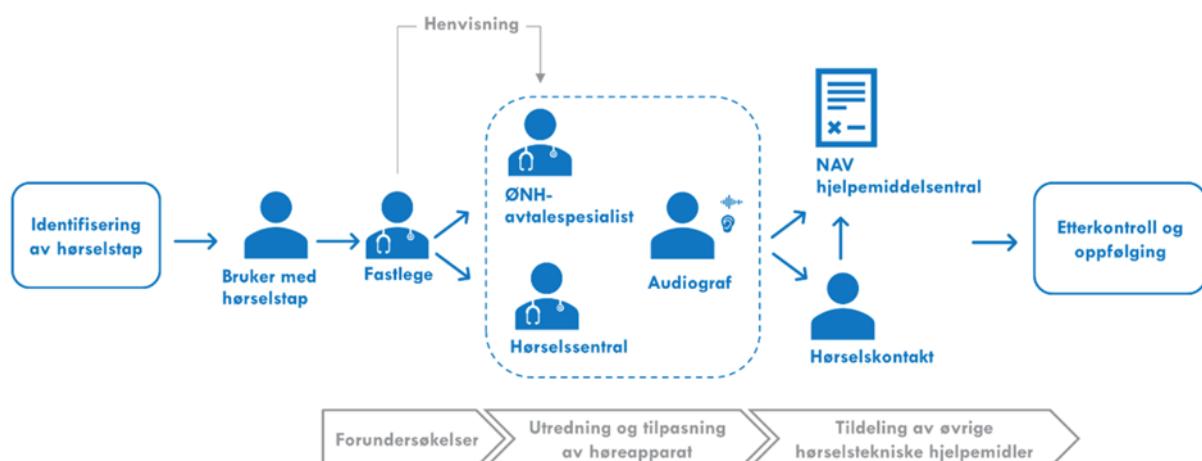 Henvisning
Identifisering
av hørselstap
Bruker med
hørselstap
Fastlege
ØNH-
avtalespesialist
Hørselssentral
Audiograf
NAV
hjelpemiddelsentral
Hørselskontakt
Etterkontroll og
oppfølging
Forundersøkelser
Utredning og tilpasning
av høreapparat
Tildeling av øvrige
hørselstekniske hjelpemidler